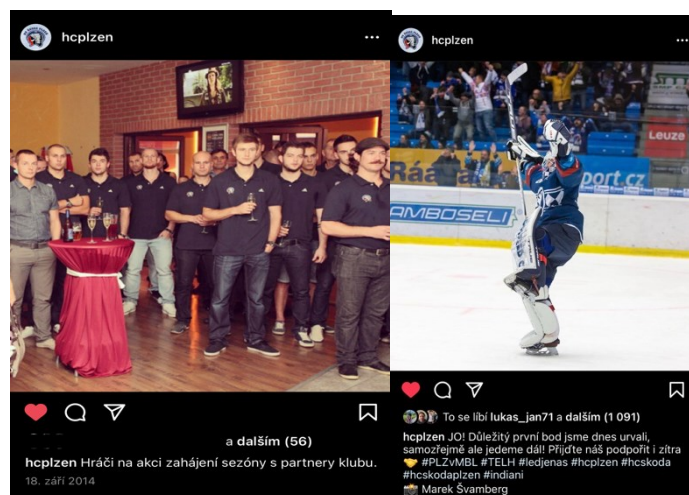 hcplzen
a dalším (56)
hcplzen Hráči na akci zahájení sezóny s partnery klubu.
18. září 2014
hcplzen
Leuze
port.cz
AMBOSELI
To se líbí lukas_jan71 a dalším (1 091)
hcplzen JO! Důležitý první bod jsme dnes urvali,
samozřejmě ale jedeme dál! Přijďte náš podpořit i zítra
🤝 #PLZvMBL #TELH #ledjenas #hcplzen #hcskoda
#hcskodaplzen #indiani
📸 Marek Švamberg